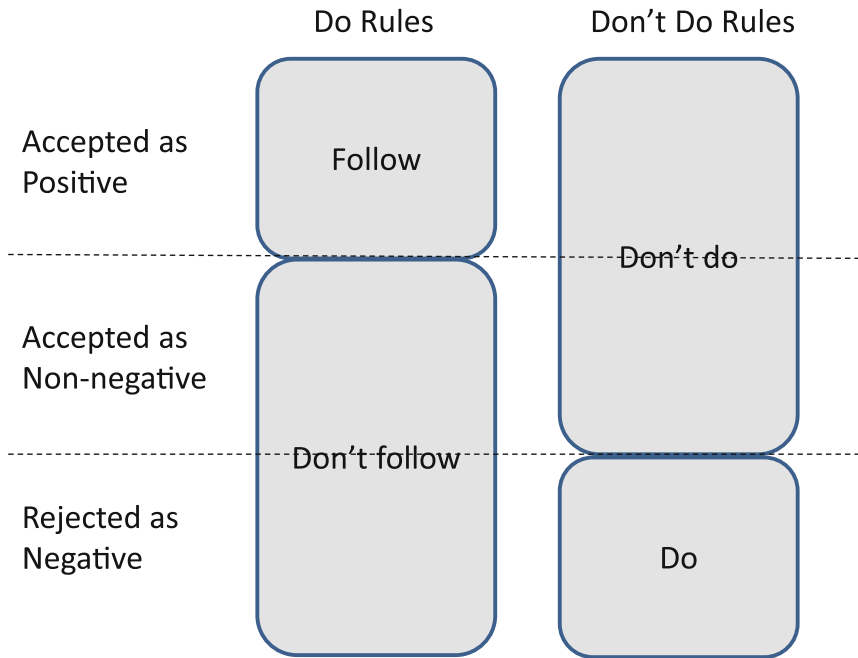 Do Rules
Don’t Do Rules
Accepted as
Positive
Follow
Don’t do
Accepted as
Non-negative
Don’t follow
Rejected as
Negative
Do